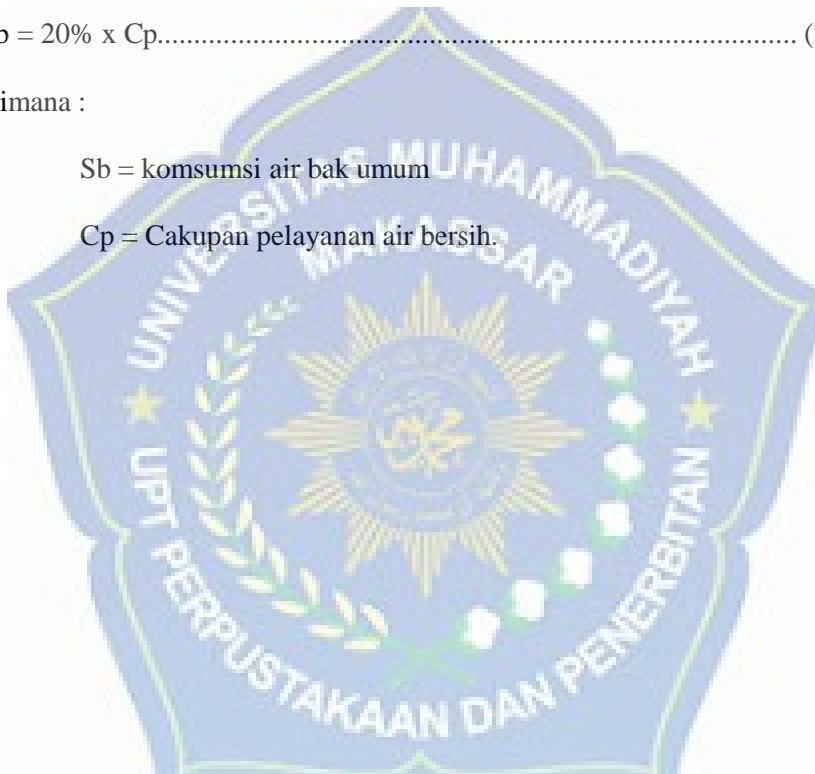 b = 20% x Cp.................................................................................... (
imana :
Sb = komsumsi air bak umum
Cp = Cakupan pelayanan air bersih.
UNIVERSITAS MUHAMMADIYAH
MAKASSAR
UPT PERPUSTAKAAN DAN PENERBITAN